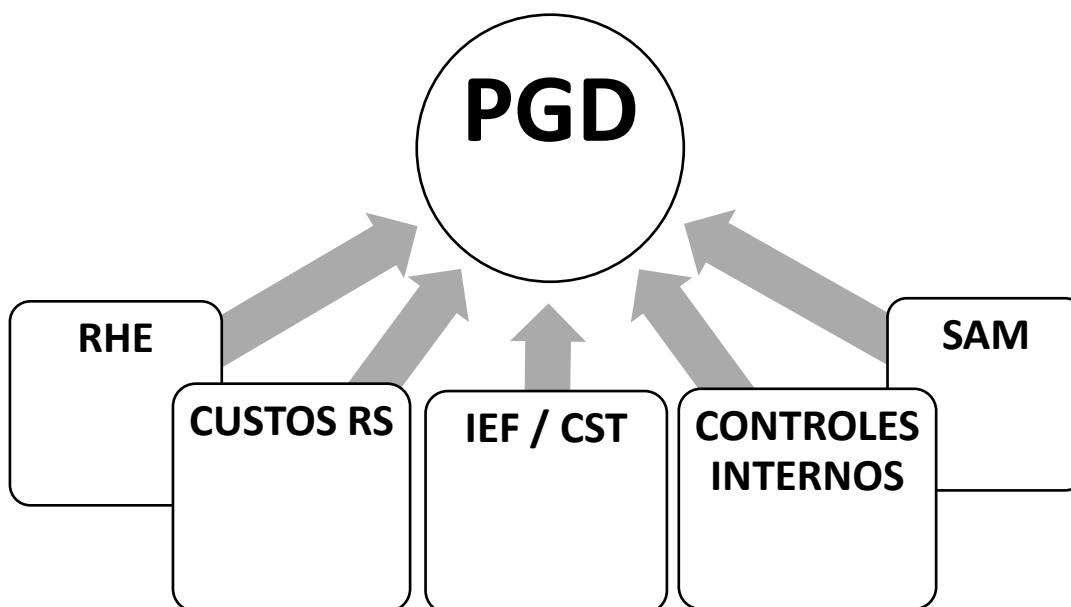 PGD
RHE
CUSTOS RS
IEF / CST
CONTROLES
INTERNOS
SAM